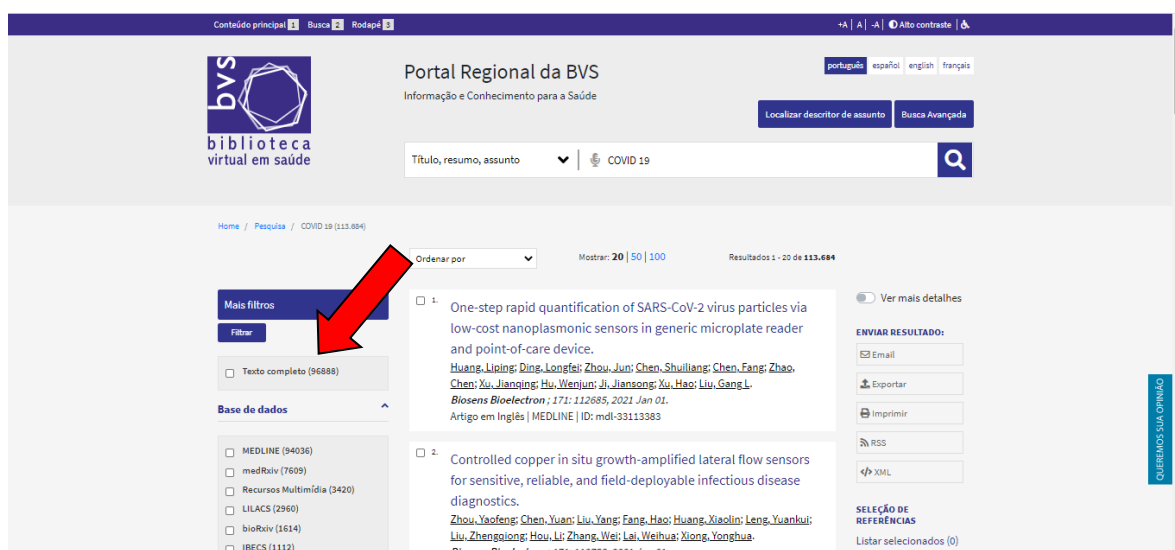 Conteúdo principal 1 Busca 2 Rodapé 3
+A | A | -A | Alto contraste |
bvs
biblioteca
virtual em saúde
Portal Regional da BVS
Informação e Conhecimento para a Saúde
português español english français
Localizar descritor de assunto Busca Avançada
Título, resumo, assunto COVID 19
Home / Pesquisa / COVID 19 (113.684)
Ordenar por Mostrar: 20 | 50 | 100 Resultados 1 - 20 de 113.684
Mais filtros
Filtrar
Texto completo (96888)
Base de dados
MEDLINE (94036)
medRxiv (7609)
Recursos Multimídia (3420)
LILACS (2960)
bioRxiv (1614)
IBECS (1112)
1. One-step rapid quantification of SARS-CoV-2 virus particles via
low-cost nanoplasmonic sensors in generic microplate reader
and point-of-care device.
Huang, Liping; Ding, Longfei; Zhou, Jun; Chen, Shuiliang; Chen, Fang; Zhao,
Chen; Xu, Jianqing; Hu, Wenjun; Ji, Jiansong; Xu, Hao; Liu, Gang L.
Biosens Bioelectron ; 171: 112685, 2021 Jan 01.
Artigo em Inglês | MEDLINE | ID: mdl-33113383
2. Controlled copper in situ growth-amplified lateral flow sensors
for sensitive, reliable, and field-deployable infectious disease
diagnostics.
Zhou, Yaofeng; Chen, Yuan; Liu, Yang; Fang, Hao; Huang, Xiaolin; Leng, Yuankui;
Liu, Zhengqiong; Hou, Li; Zhang, Wei; Lai, Weihua; Xiong, Yonghua.
Ver mais detalhes
ENVIAR RESULTADO:
Email
Exportar
Imprimir
RSS
XML
SELEÇÃO DE
REFERÊNCIAS
Listar selecionados (0)
QUEREMOS SUA OPINIÃO